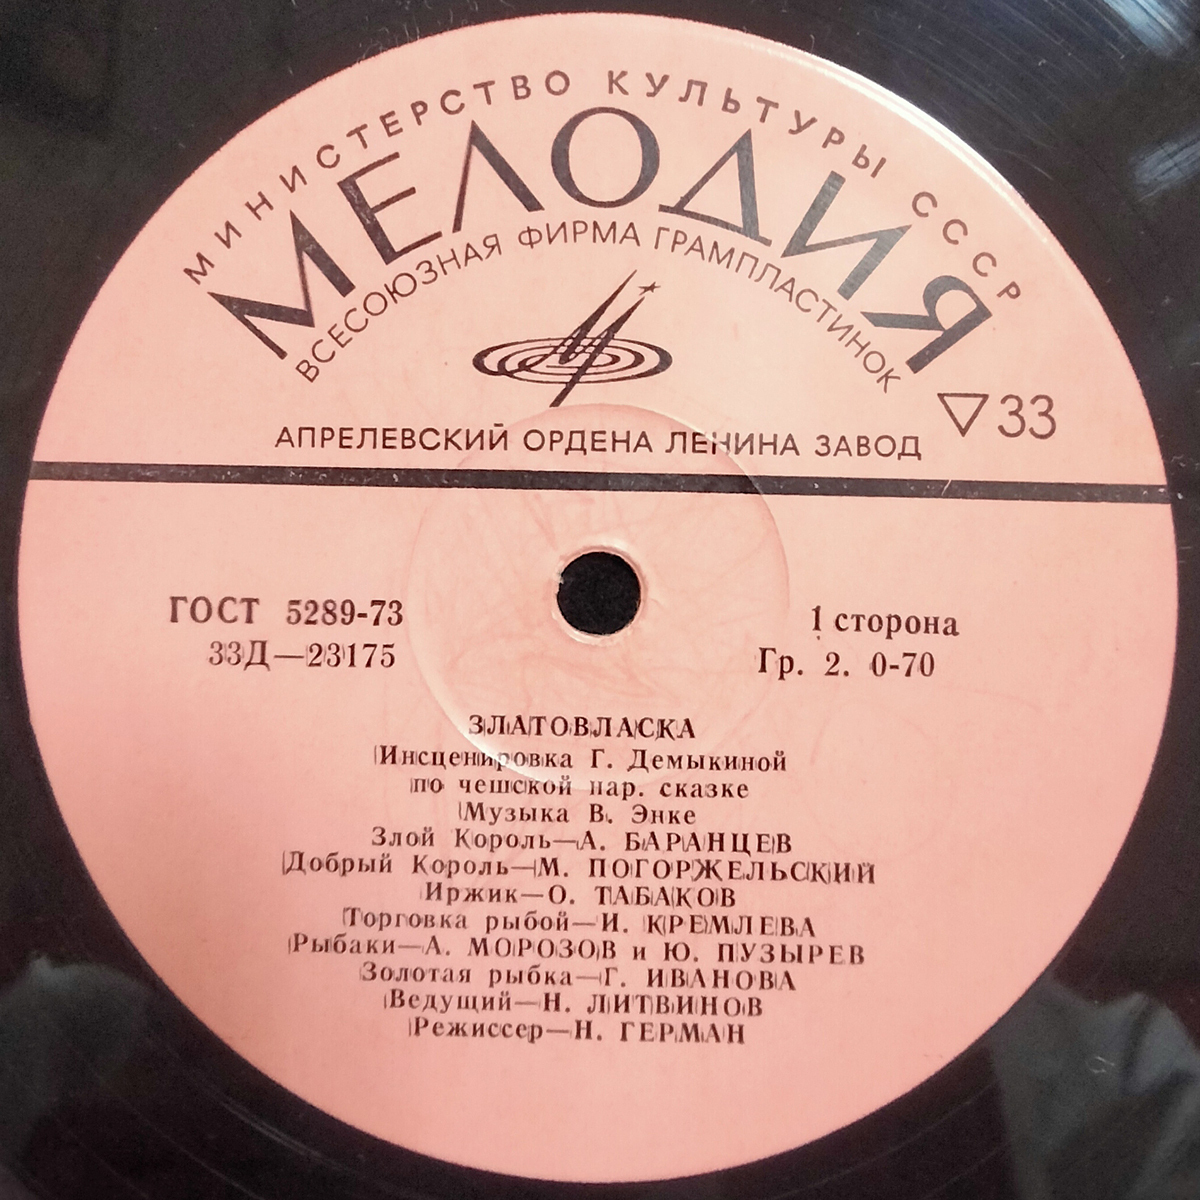 МИНИСТЕРСТВО КУЛЬТУРЫ СССР
МЕЛОДИЯ
ВСЕСОЮЗНАЯ ФИРМА ГРАМПЛАСТИНОК
▽33
АПРЕЛЕВСКИЙ ОРДЕНА ЛЕНИНА ЗАВОД
ГОСТ 5289-73
1 сторона
33Д—23175
Гр. 2. 0-70
ЗЛАТОВЛАСКА
Инсценировка Г. Демыкиной
по чешской нар. сказке
Музыка В. Энке
Злой Король—А. БАРАНЦЕВ
Добрый Король—М. ПОГОРЖЕЛЬСКИЙ
Иржик—О. ТАБАКОВ
Торговка рыбой—И. КРЕМЛЕВА
Рыбаки—А. МОРОЗОВ и Ю. ПУЗЫРЕВ
Золотая рыбка—Г. ИВАНОВА
Ведущий—Н. ЛИТВИНОВ
Режиссер—Н. ГЕРМАН